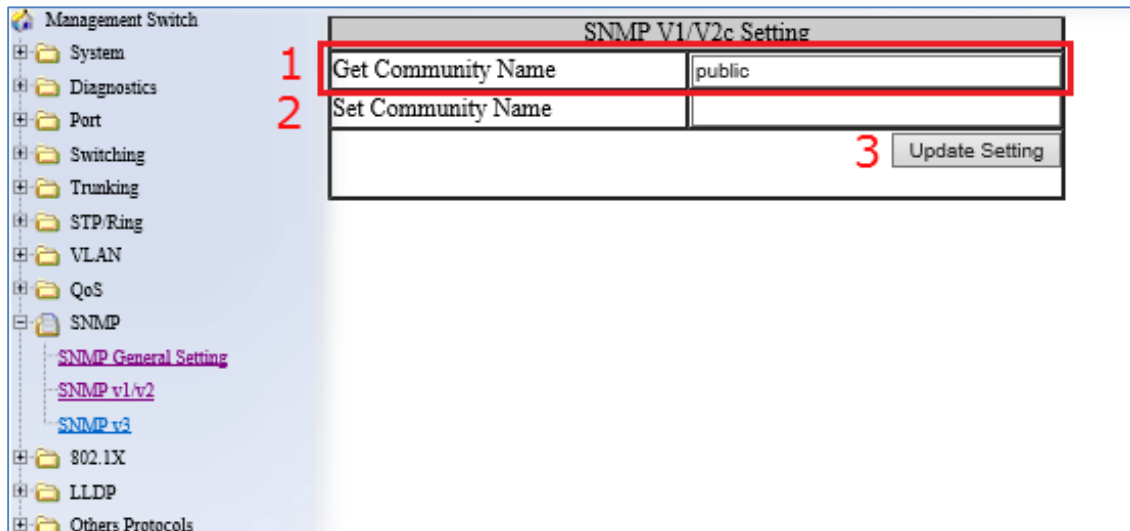 Management Switch
System
Diagnostics
Port
Switching
Trunking
STP/Ring
VLAN
QoS
SNMP
SNMP General Setting
SNMP v1/v2
SNMP v3
802.1X
LLDP
Others Protocols
SNMP V1/V2c Setting
1 Get Community Name public
2 Set Community Name
3 Update Setting